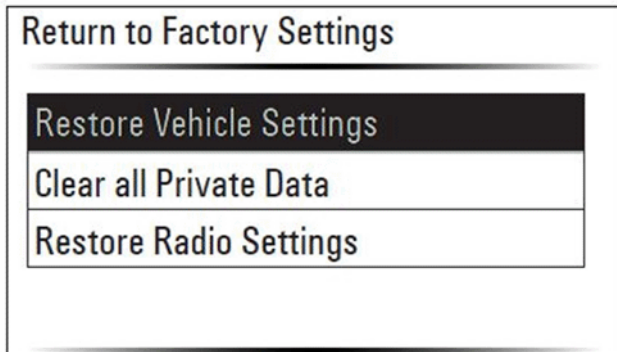 Return to Factory Settings
Restore Vehicle Settings
Clear all Private Data
Restore Radio Settings